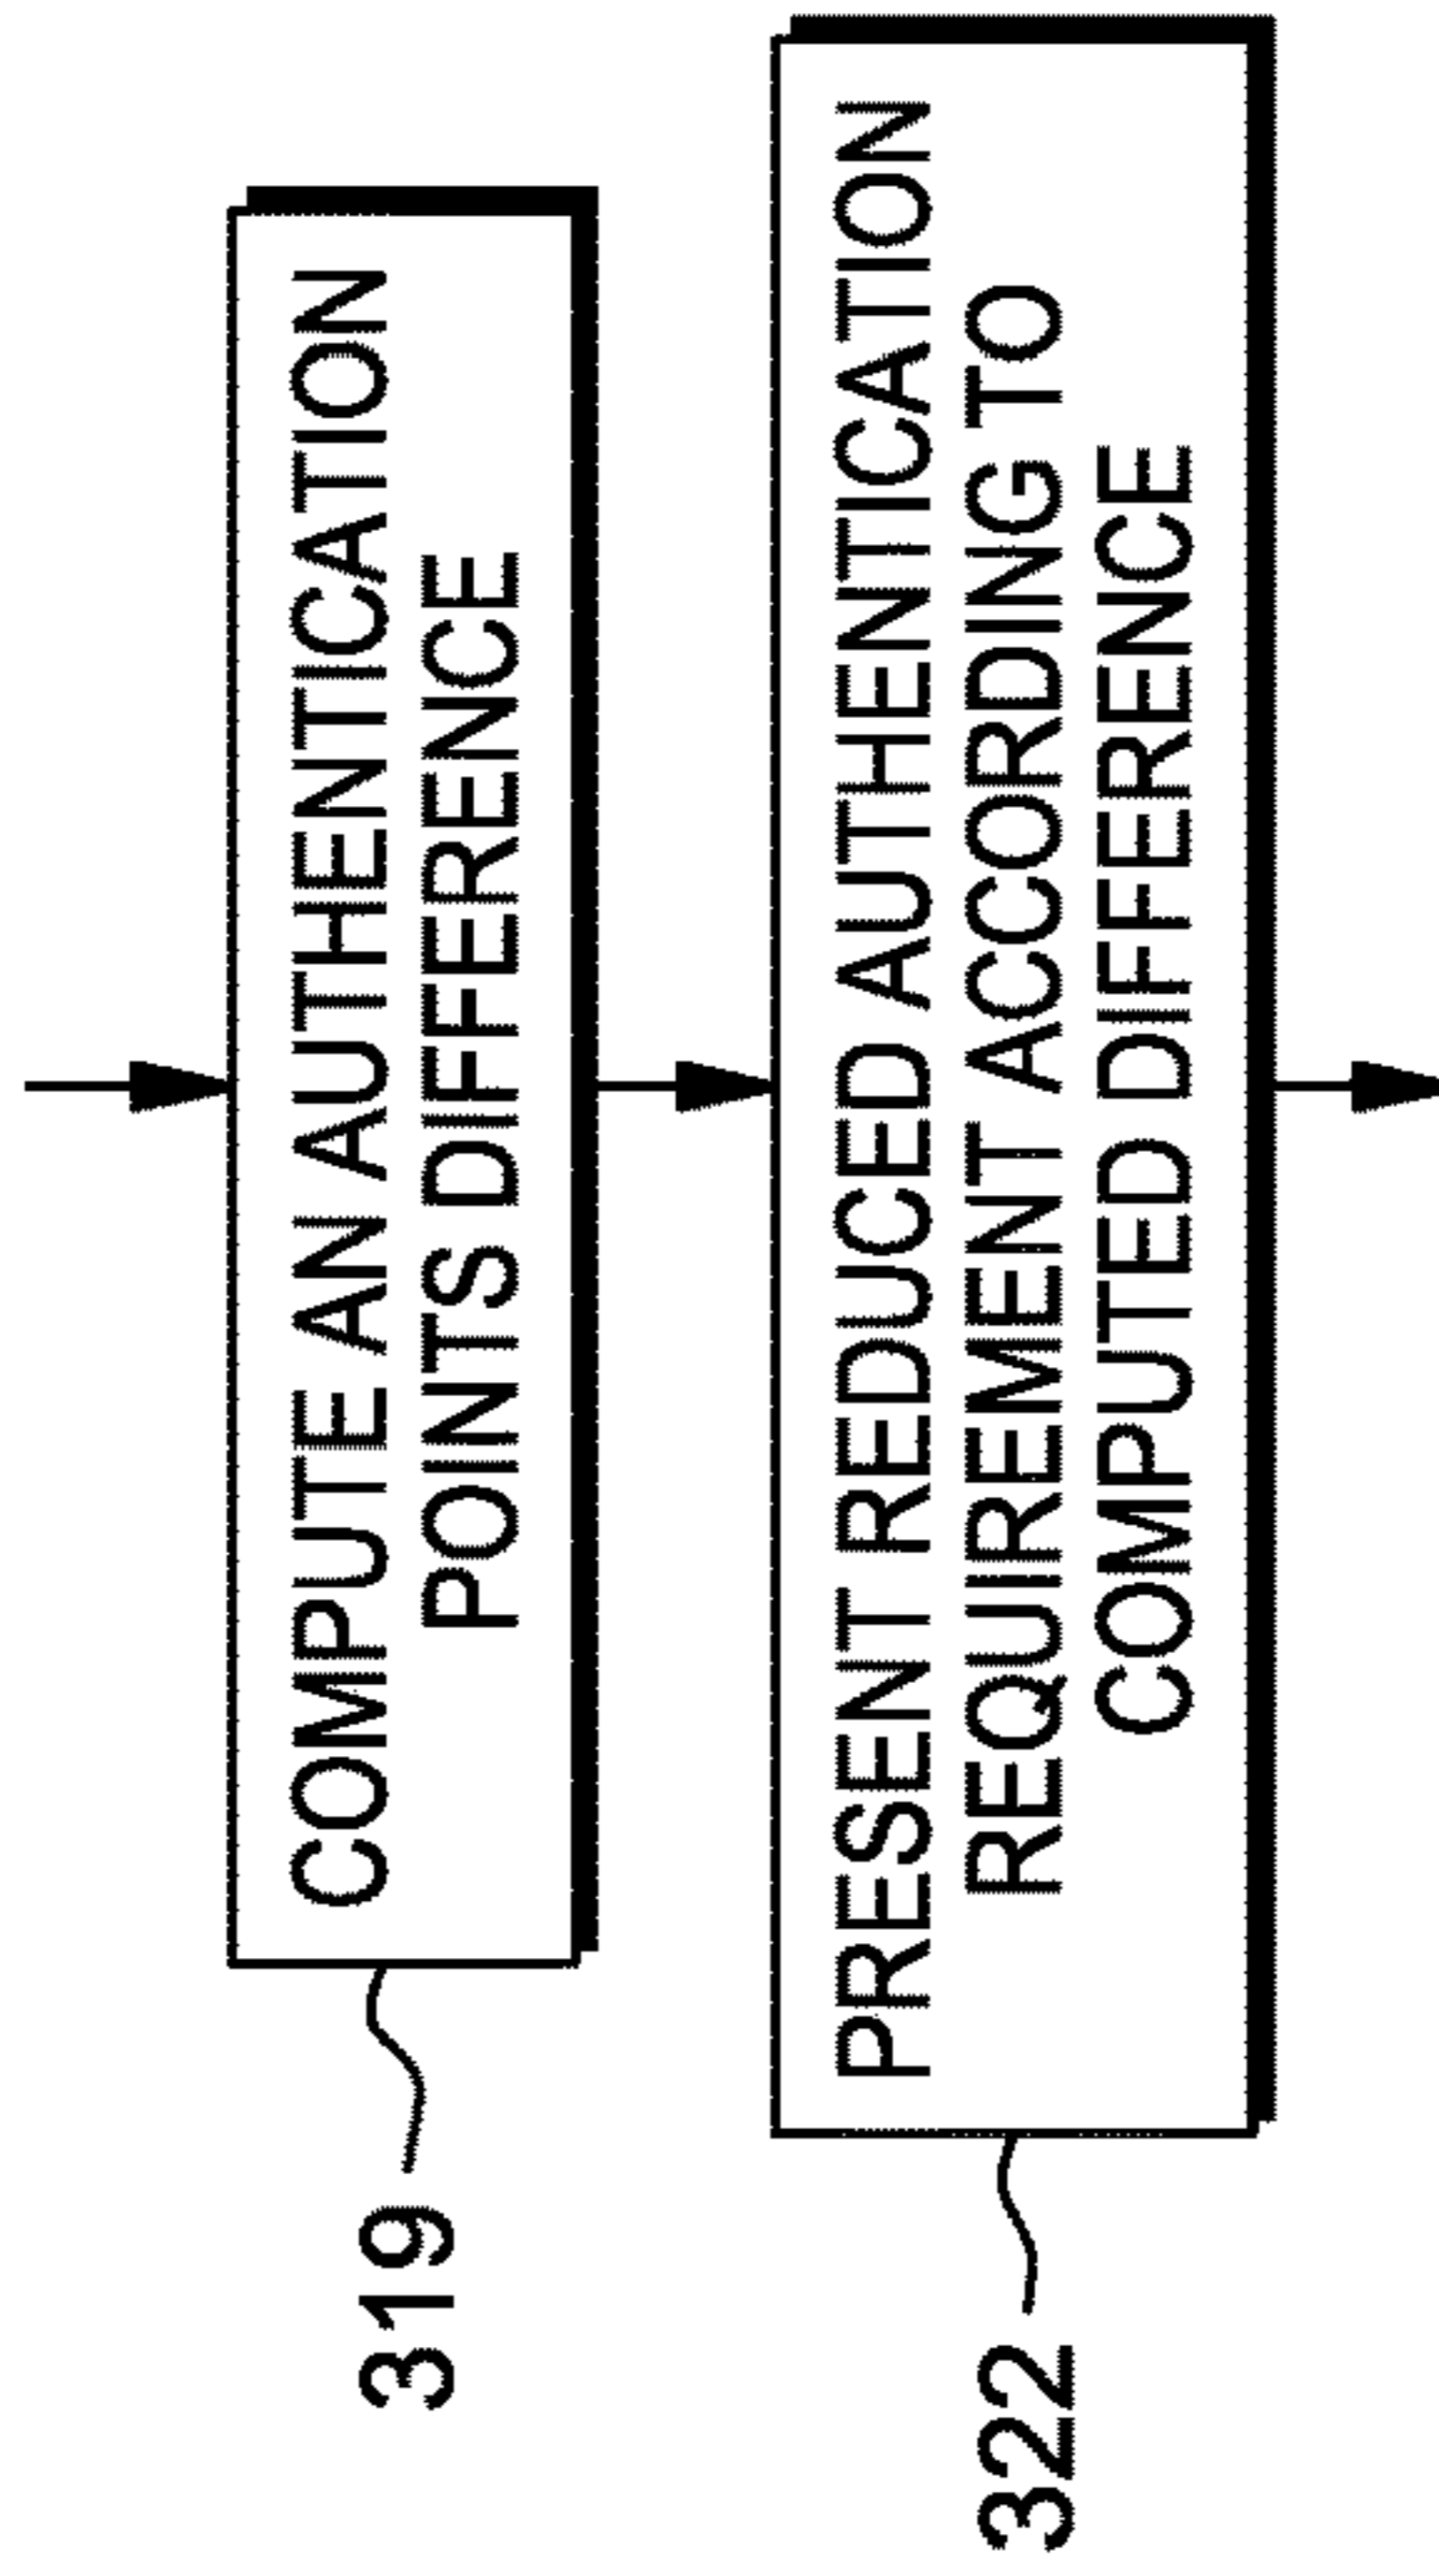 COMPUTE AN AUTHENTICATION
POINTS DIFFERENCE
319
PRESENT REDUCED AUTHENTICATION
REQUIREMENT ACCORDING TO
COMPUTED DIFFERENCE
322